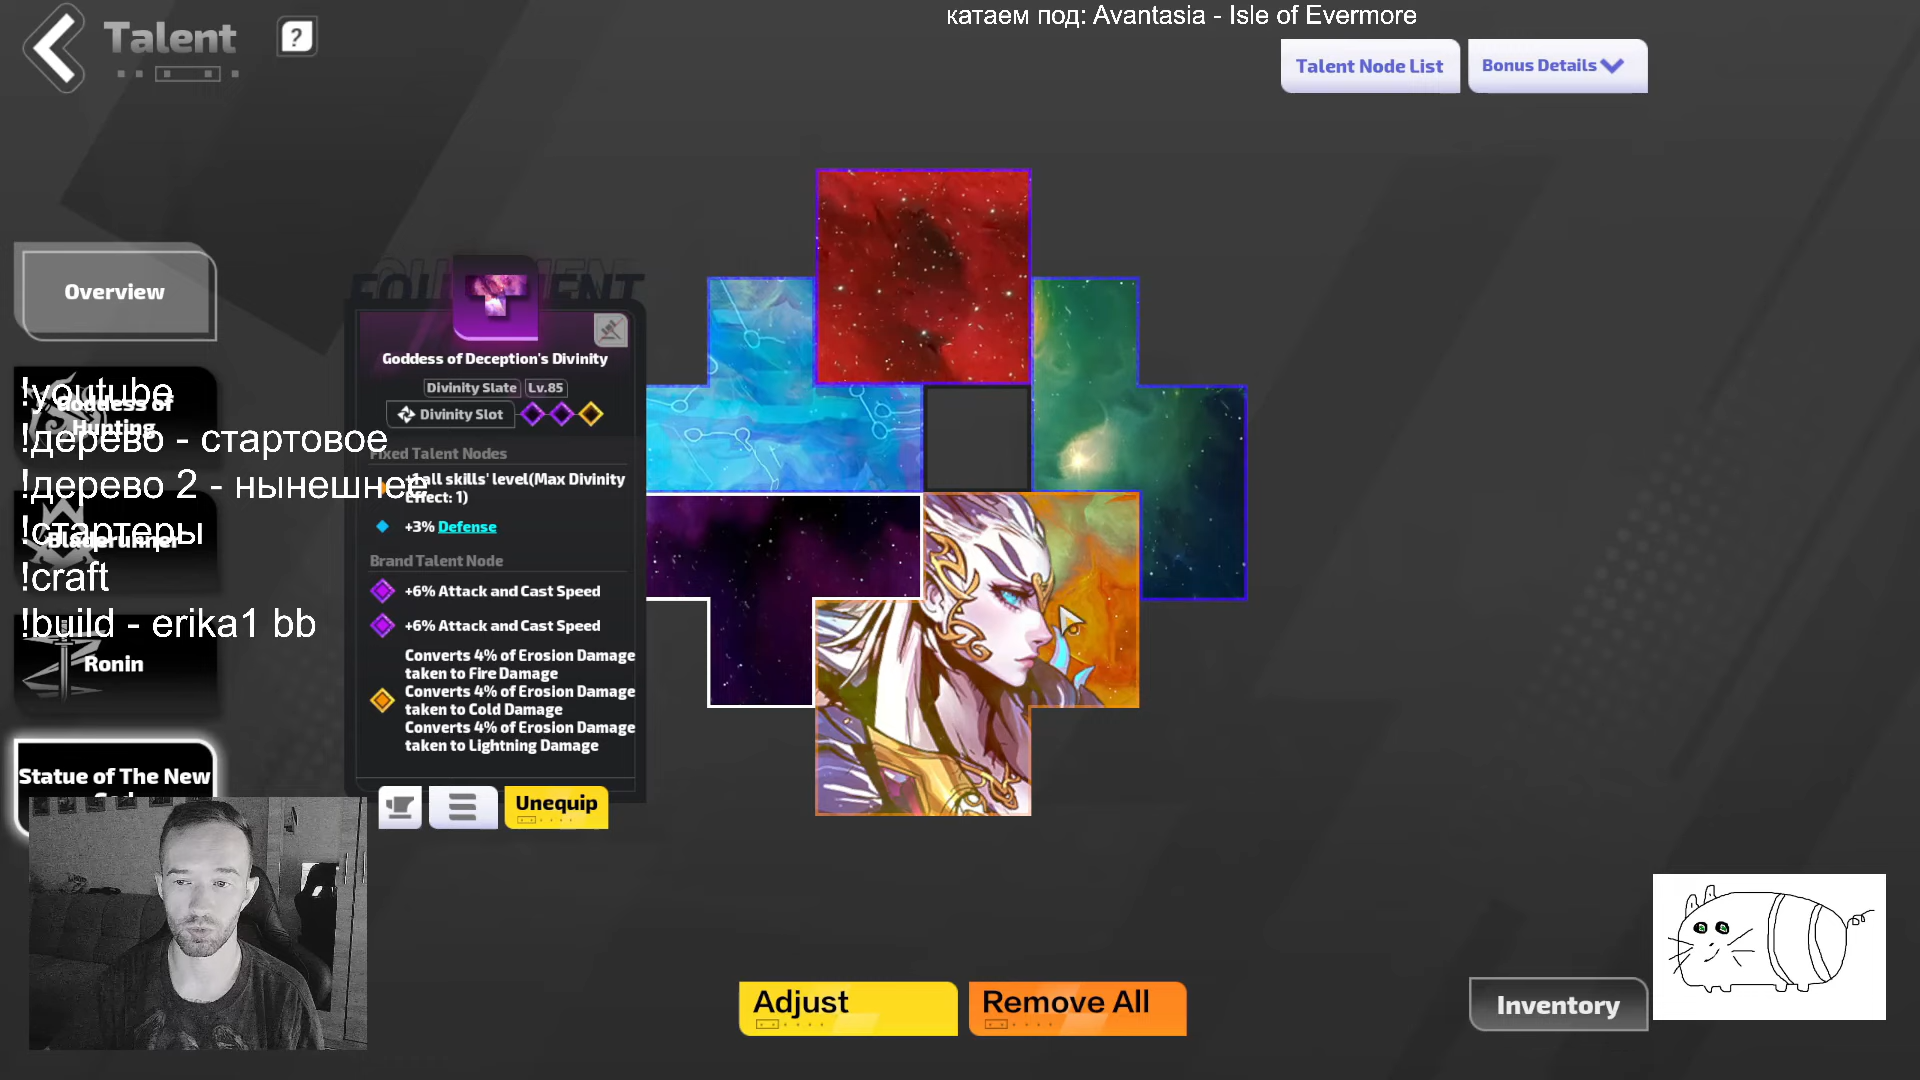 катаем под: Avantasia - Isle of Evermore
Talent
?
Talent Node List
Bonus Details
Overview
Goddess of
Hunting
Bladerunner
Ronin
Statue of The New
!youtube
!дерево - стартовое
!дерево 2 - нынешнее
!стартеры
!craft
!build - erika1 bb
Goddess of Deception's Divinity
Divinity Slate Lv.85
Divinity Slot
Fixed Talent Nodes
+1 all skills' level(Max Divinity
Effect: 1)
+3% Defense
Brand Talent Node
+6% Attack and Cast Speed
+6% Attack and Cast Speed
Converts 4% of Erosion Damage
taken to Fire Damage
Converts 4% of Erosion Damage
taken to Cold Damage
Converts 4% of Erosion Damage
taken to Lightning Damage
Unequip
Adjust
Remove All
Inventory